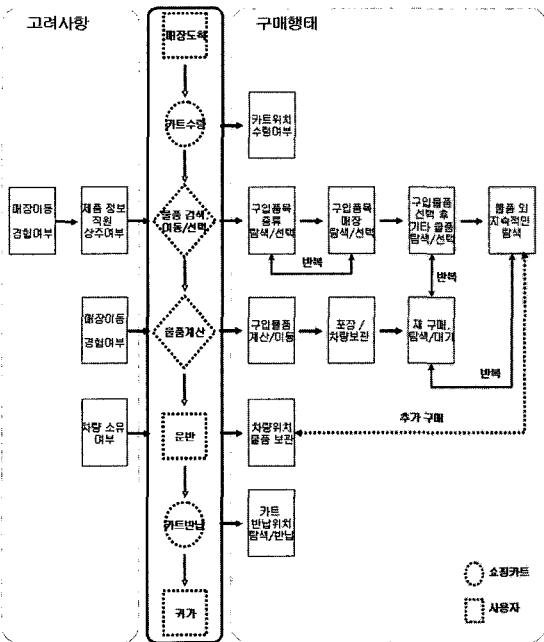 고려사항
구매행태
매장도착
카트수령
카트위치
수령여부
매장이동
경험여부
제품 정보
직원
상주여부
물품 검색,
이동/선택
구입품목
종류
탐색/선택
구입품목
매장
탐색/선택
구입물품
선택 후
기타 물품
탐색/선택
물품 외
지속적인
탐색
반복
반복
매장이동
경험여부
물품계산
구입물품
계산/이동
포장 /
차량보관
재 구매,
탐색/대기
반복
추가 구매
차량 소유
여부
운반
차량위치
물품 보관
카트반납
카트
반납위치
탐색/반납
귀가
쇼핑카트
사용자